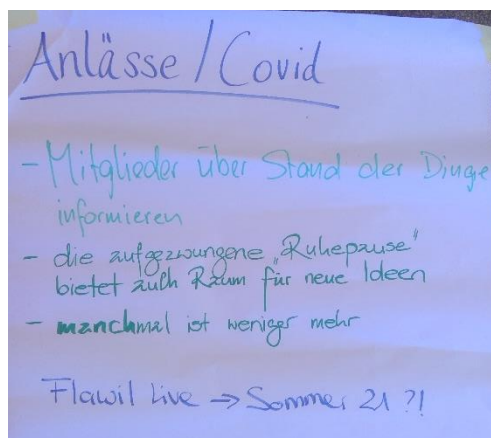 Anlässe / Covid
- Mitglieder über Stand der Dinge
informieren
- die aufgezwungene „Ruhepause"
bietet auch Raum für neue Ideen
- manchmal ist weniger mehr
Flawil Live → Sommer 21 ?!